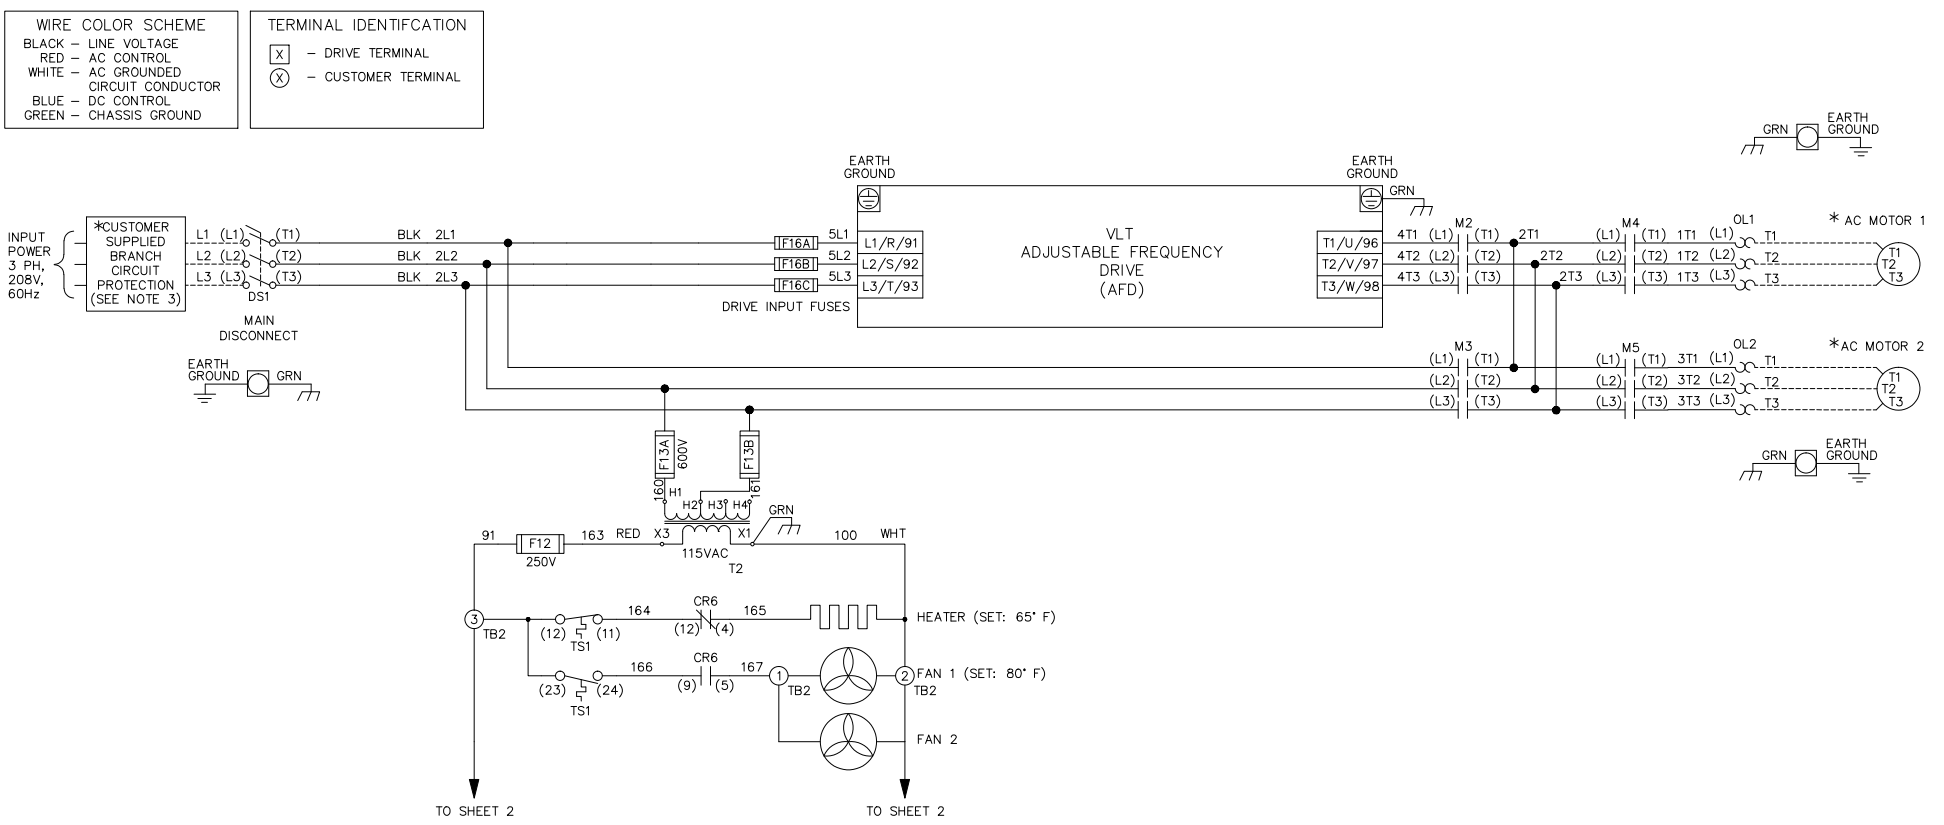 WIRE COLOR SCHEME
BLACK – LINE VOLTAGE
RED – AC CONTROL
WHITE – AC GROUNDED
CIRCUIT CONDUCTOR
BLUE – DC CONTROL
GREEN – CHASSIS GROUND
TERMINAL IDENTIFCATION
X – DRIVE TERMINAL
X – CUSTOMER TERMINAL
INPUT
POWER
3 PH,
208V,
60Hz
*CUSTOMER
SUPPLIED
BRANCH
CIRCUIT
PROTECTION
(SEE NOTE 3)
L1 (L1) (T1) BLK 2L1
L2 (L2) (T2) BLK 2L2
L3 (L3) (T3) BLK 2L3
DS1
MAIN
DISCONNECT
EARTH
GROUND GRN
F16A 5L1
F16B 5L2
F16C 5L3
DRIVE INPUT FUSES
EARTH
GROUND
L1/R/91
L2/S/92
L3/T/93
VLT
ADJUSTABLE FREQUENCY
DRIVE
(AFD)
EARTH
GROUND
GRN
T1/U/96
T2/V/97
T3/W/98
M2 M4 OL1
4T1 (L1) (T1) 2T1 (L1) (T1) 1T1 (L1) T1
4T2 (L2) (T2) 2T2 (L2) (T2) 1T2 (L2) T2
4T3 (L3) (T3) 2T3 (L3) (T3) 1T3 (L3) T3
GRN EARTH
GROUND
* AC MOTOR 1
T1
T2
T3
M3 M5 OL2
(L1) (T1) (L1) (T1) 3T1 (L1) T1
(L2) (T2) (L2) (T2) 3T2 (L2) T2
(L3) (T3) (L3) (T3) 3T3 (L3) T3
* AC MOTOR 2
T1
T2
T3
GRN EARTH
GROUND
F13A
600V
F13B
160
161
H1
H2 H3 H4
GRN
91 F12 163 RED X3 X1 100 WHT
250V
115VAC
T2
3
TB2
(12) (11)
TS1
164
CR6
(12) (4)
165
HEATER (SET: 65° F)
(23) (24)
TS1
166
CR6
(9) (5)
167
1
TB2
2
TB2
FAN 1 (SET: 80° F)
FAN 2
TO SHEET 2
TO SHEET 2